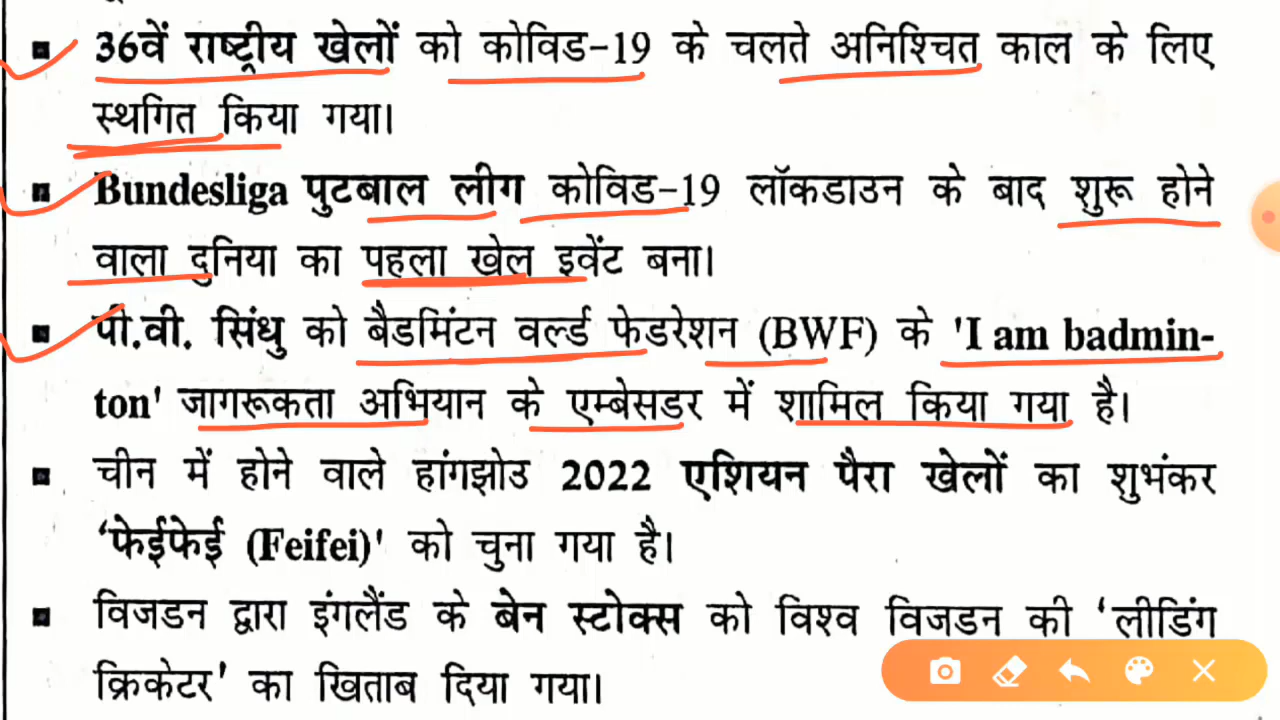 36वें राष्ट्रीय खेलों को कोविड-19 के चलते अनिश्चित काल के लिए
स्थगित किया गया।
Bundesliga पुटबाल लीग कोविड-19 लॉकडाउन के बाद शुरू होने
वाला दुनिया का पहला खेल इवेंट बना।
पी.वी. सिंधु को बैडमिंटन वर्ल्ड फेडरेशन (BWF) के 'I am badmin-
ton' जागरूकता अभियान के एम्बेसडर में शामिल किया गया है।
चीन में होने वाले हांगझोउ 2022 एशियन पैरा खेलों का शुभंकर
‘फेईफेई (Feifei)' को चुना गया है।
विजडन द्वारा इंगलैंड के बेन स्टोक्स को विश्व विजडन की ‘लीडिंग
क्रिकेटर' का खिताब दिया गया।